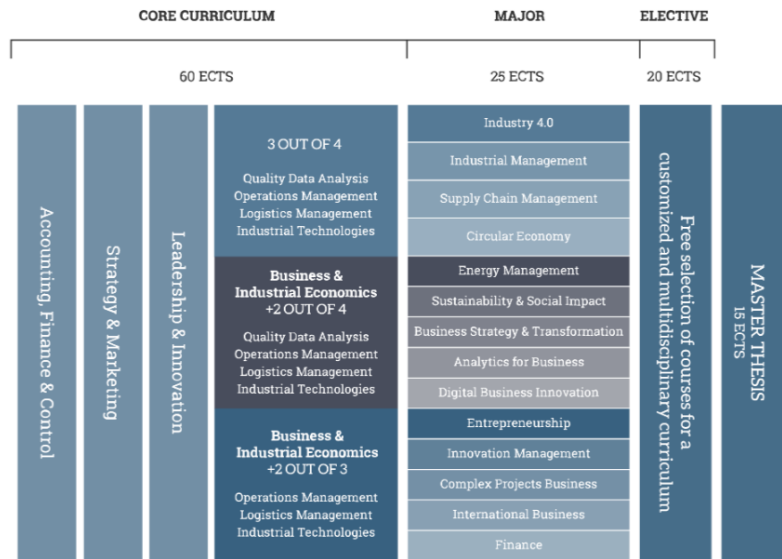 CORE CURRICULUM
MAJOR
ELECTIVE
60 ECTS
25 ECTS
20 ECTS
Accounting, Finance & Control
Strategy & Marketing
Leadership & Innovation
3 OUT OF 4
Quality Data Analysis
Operations Management
Logistics Management
Industrial Technologies
Business &
Industrial Economics
+2 OUT OF 4
Quality Data Analysis
Operations Management
Logistics Management
Industrial Technologies
Business &
Industrial Economics
+2 OUT OF 3
Operations Management
Logistics Management
Industrial Technologies
Industry 4.0
Industrial Management
Supply Chain Management
Circular Economy
Energy Management
Sustainability & Social Impact
Business Strategy & Transformation
Analytics for Business
Digital Business Innovation
Entrepreneurship
Innovation Management
Complex Projects Business
International Business
Finance
Free selection of courses for a
customized and multidisciplinary curriculum
MASTER THESIS
15 ECTS